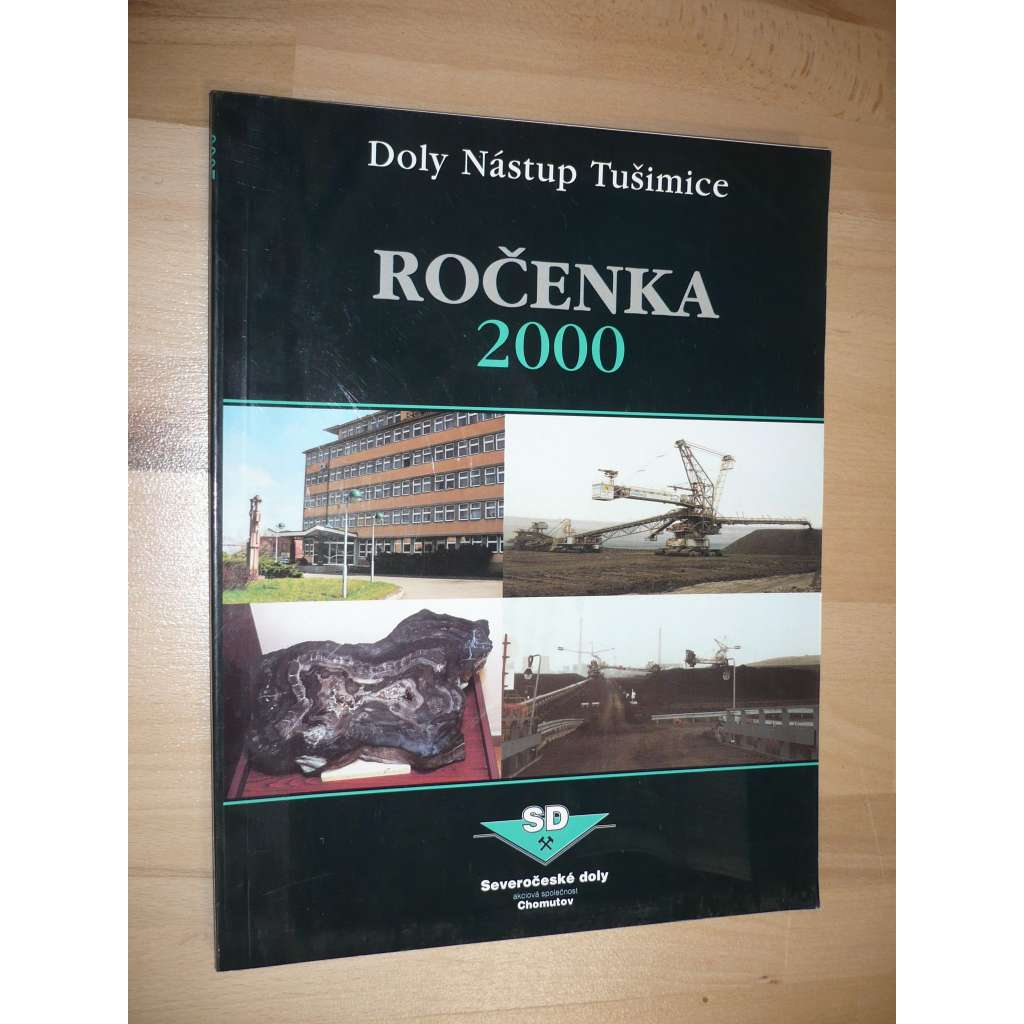 Doly Nástup Tušimice
ROČENKA
2000
SD
Severočeské doly
akciová společnost
Chomutov